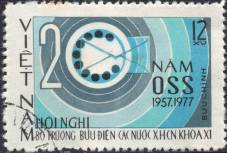 VIỆT NAM
20 NĂM
OSS
1957-1977
12 XU
BƯU CHÍNH
HỘI NGHỊ
BỘ TRƯỞNG BƯU ĐIỆN CÁC NƯỚC XHCN KHÓA XI